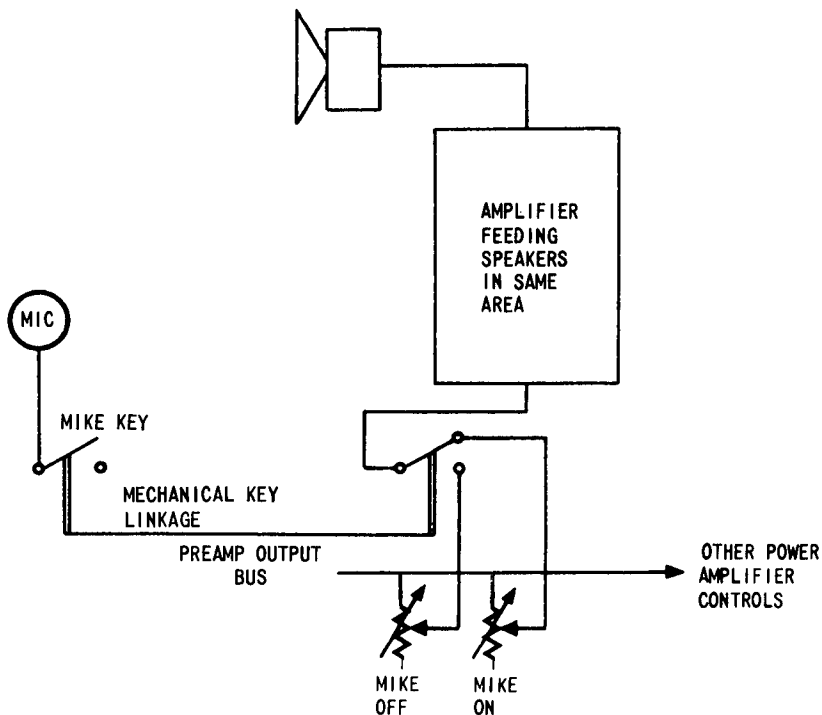 AMPLIFIER
FEEDING
SPEAKERS
IN SAME
AREA
MIC
MIKE KEY
MECHANICAL KEY
LINKAGE
PREAMP OUTPUT
BUS
OTHER POWER
AMPLIFIER
CONTROLS
MIKE
OFF
MIKE
ON